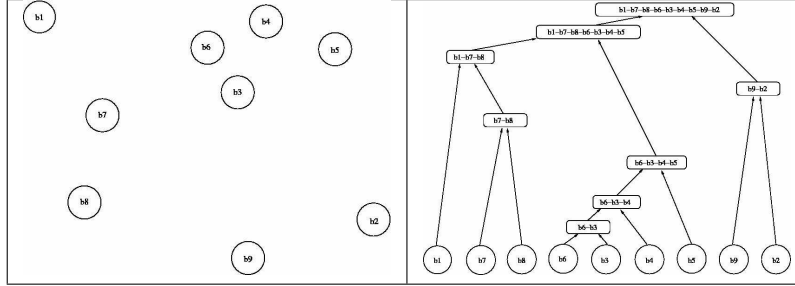 b1
b4
b6
b5
b3
b7
b8
b2
b9
b1-b7-b8-b6-b3-b4-b5-b9-b2
b1-b7-b8-b6-b3-b4-b5
b1-b7-b8
b9-b2
b7-b8
b6-b3-b4-b5
b6-b3-b4
b6-b3
b1 b7 b8 b6 b3 b4 b5 b9 b2